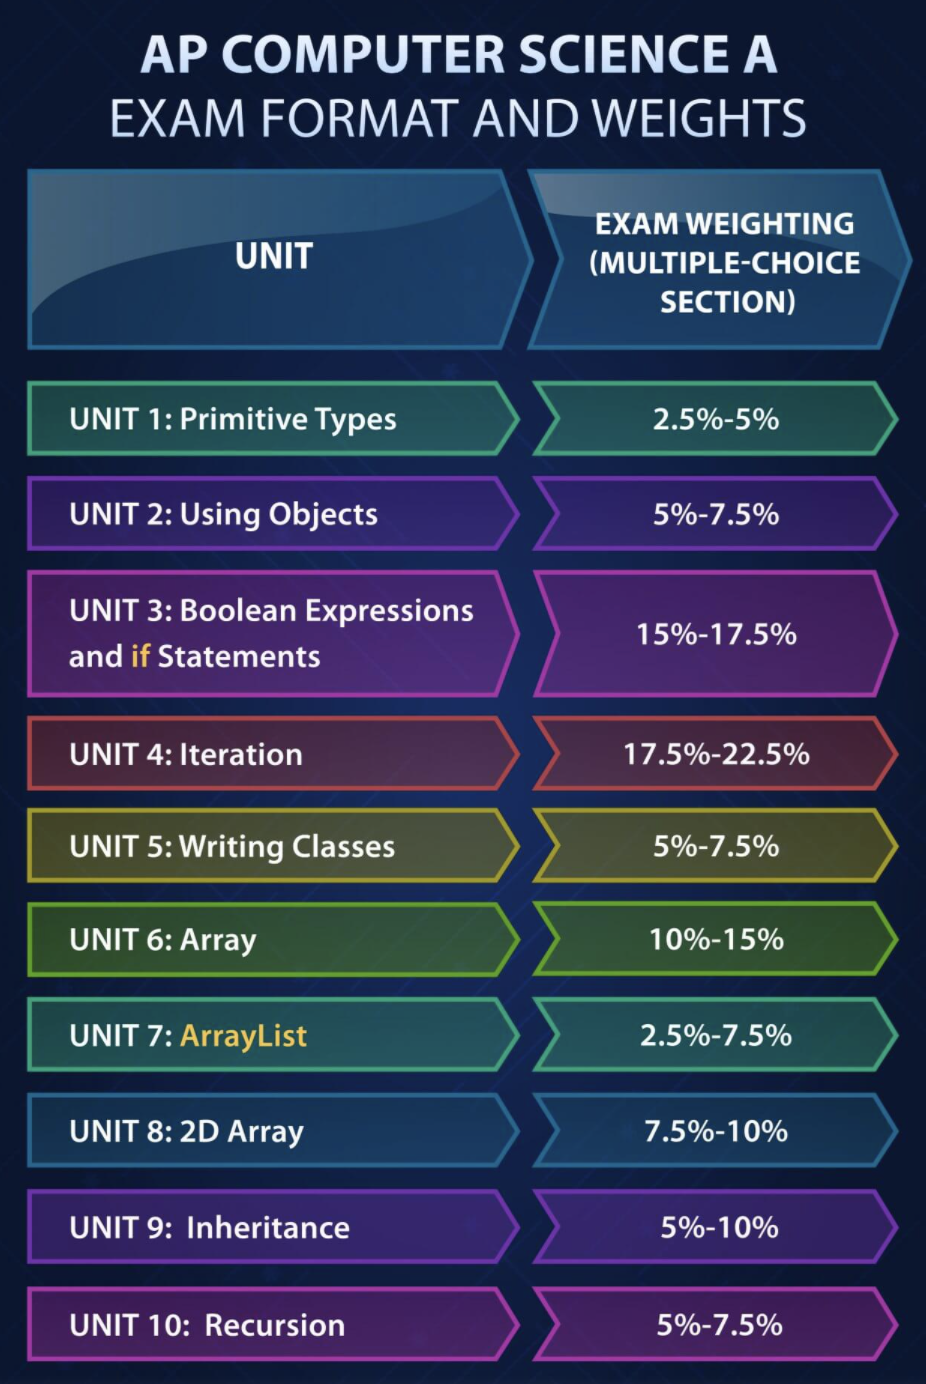 AP COMPUTER SCIENCE A
EXAM FORMAT AND WEIGHTS
UNIT
EXAM WEIGHTING
(MULTIPLE-CHOICE
SECTION)
UNIT 1: Primitive Types
2.5%-5%
UNIT 2: Using Objects
5%-7.5%
UNIT 3: Boolean Expressions
and if Statements
15%-17.5%
UNIT 4: Iteration
17.5%-22.5%
UNIT 5: Writing Classes
5%-7.5%
UNIT 6: Array
10%-15%
UNIT 7: ArrayList
2.5%-7.5%
UNIT 8: 2D Array
7.5%-10%
UNIT 9: Inheritance
5%-10%
UNIT 10: Recursion
5%-7.5%